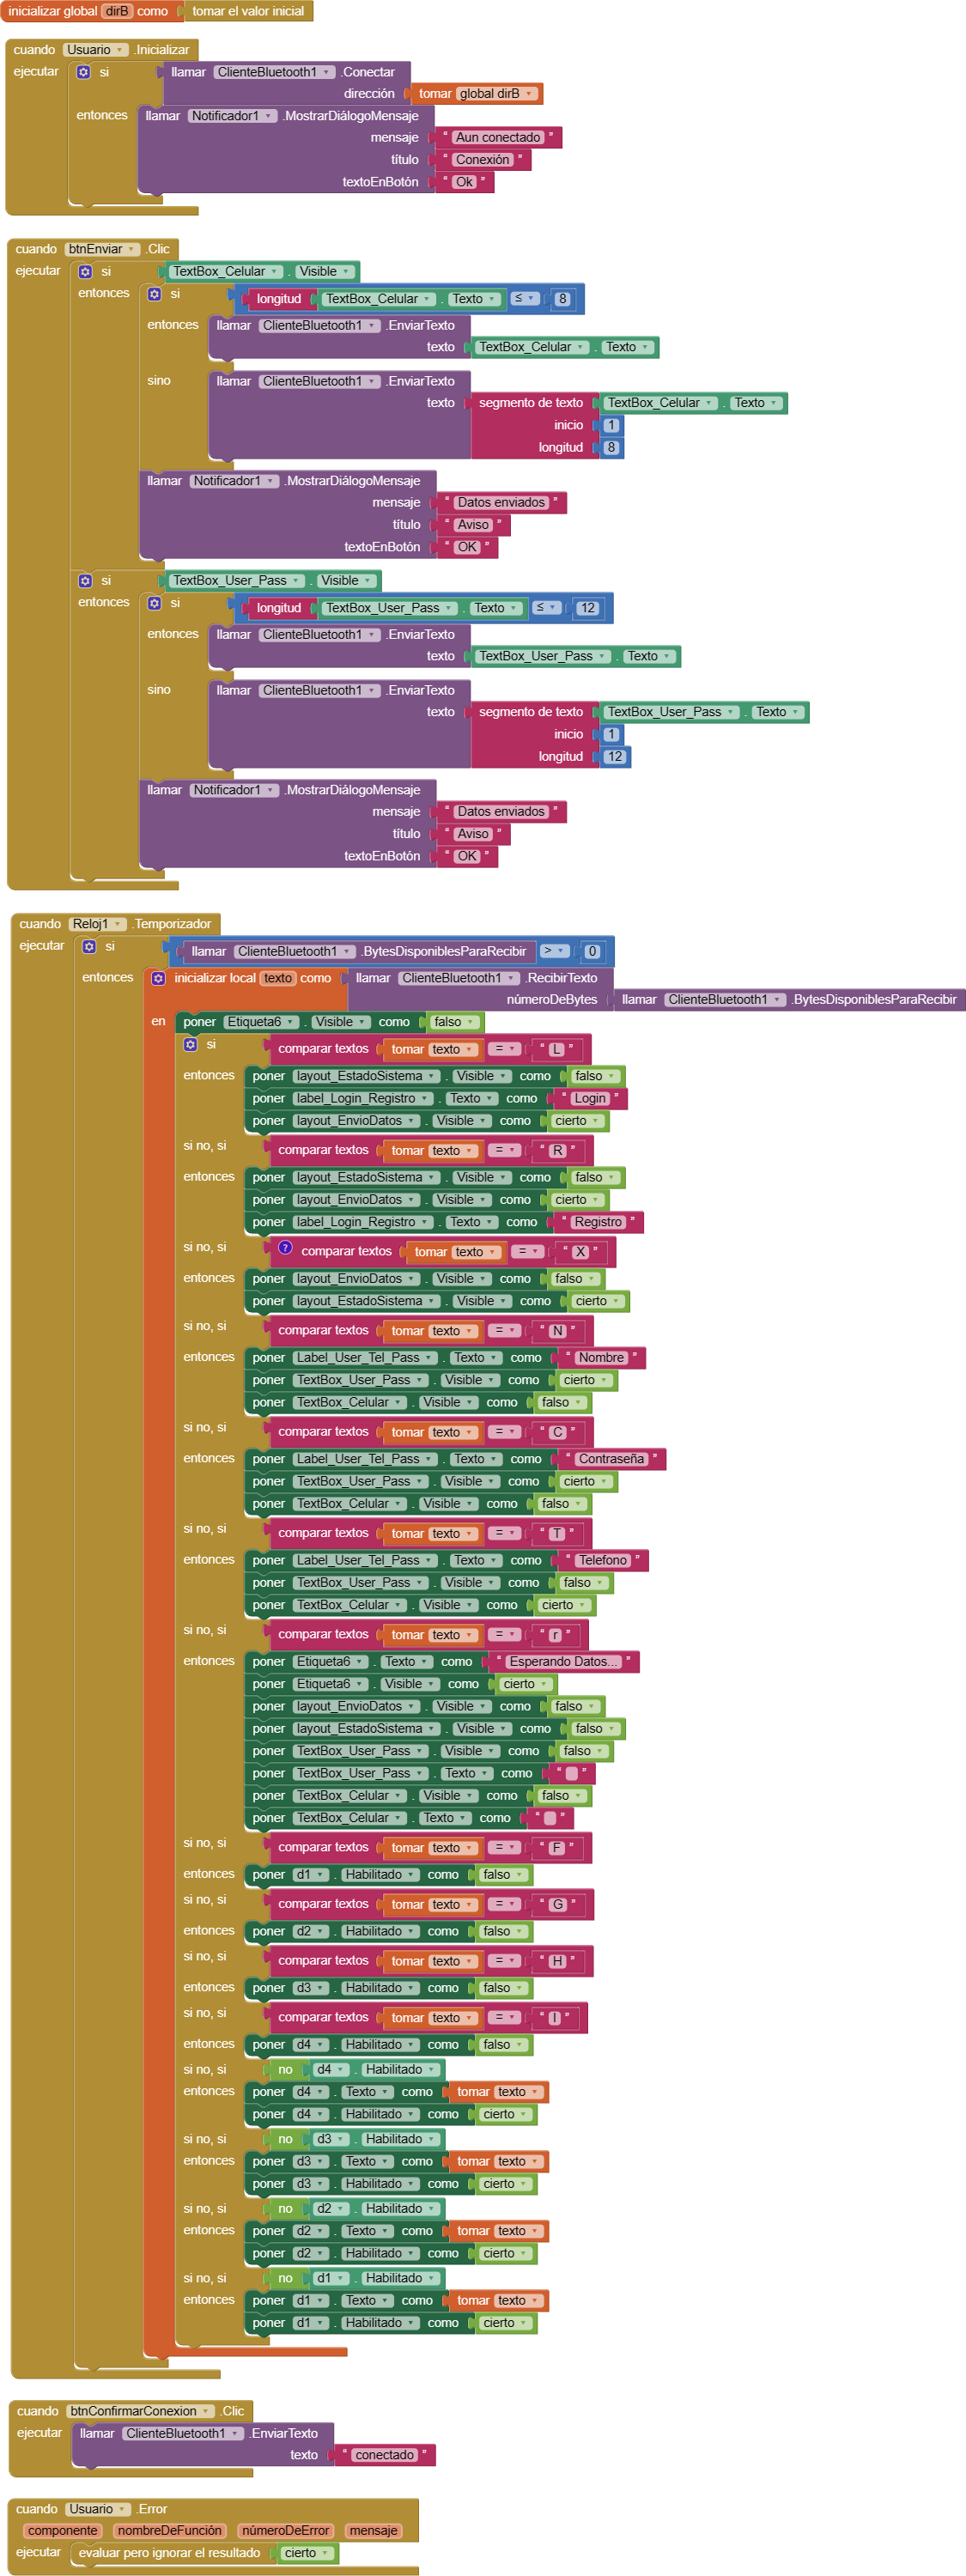 inicializar global dirB como tomar el valor inicial
cuando Usuario .Inicializar
ejecutar si llamar ClienteBluetooth1 .Conectar
dirección tomar global dirB
entonces llamar Notificador1 .MostrarDiálogoMensaje
mensaje " Aun conectado "
título " Conexión "
textoEnBotón " Ok "
cuando btnEnviar .Clic
ejecutar si TextBox_Celular . Visible
entonces si longitud TextBox_Celular . Texto ≤ 8
entonces llamar ClienteBluetooth1 .EnviarTexto
texto TextBox_Celular . Texto
sino llamar ClienteBluetooth1 .EnviarTexto
texto segmento de texto TextBox_Celular . Texto
inicio 1
longitud 8
llamar Notificador1 .MostrarDiálogoMensaje
mensaje " Datos enviados "
título " Aviso "
textoEnBotón " OK "
si TextBox_User_Pass . Visible
entonces si longitud TextBox_User_Pass . Texto ≤ 12
entonces llamar ClienteBluetooth1 .EnviarTexto
texto TextBox_User_Pass . Texto
sino llamar ClienteBluetooth1 .EnviarTexto
texto segmento de texto TextBox_User_Pass . Texto
inicio 1
longitud 12
llamar Notificador1 .MostrarDiálogoMensaje
mensaje " Datos enviados "
título " Aviso "
textoEnBotón " OK "
cuando Reloj1 .Temporizador
ejecutar si llamar ClienteBluetooth1 .BytesDisponiblesParaRecibir > 0
entonces inicializar local texto como llamar ClienteBluetooth1 .RecibirTexto
númeroDeBytes llamar ClienteBluetooth1 .BytesDisponiblesParaRecibir
en poner Etiqueta6 . Visible como falso
si comparar textos tomar texto = " L "
entonces poner layout_EstadoSistema . Visible como falso
poner label_Login_Registro . Texto como " Login "
poner layout_EnvioDatos . Visible como cierto
si no, si comparar textos tomar texto = " R "
entonces poner layout_EstadoSistema . Visible como falso
poner layout_EnvioDatos . Visible como cierto
poner label_Login_Registro . Texto como " Registro "
si no, si ? comparar textos tomar texto = " X "
entonces poner layout_EnvioDatos . Visible como falso
poner layout_EstadoSistema . Visible como cierto
si no, si comparar textos tomar texto = " N "
entonces poner Label_User_Tel_Pass . Texto como " Nombre "
poner TextBox_User_Pass . Visible como cierto
poner TextBox_Celular . Visible como falso
si no, si comparar textos tomar texto = " C "
entonces poner Label_User_Tel_Pass . Texto como " Contraseña "
poner TextBox_User_Pass . Visible como cierto
poner TextBox_Celular . Visible como falso
si no, si comparar textos tomar texto = " T "
entonces poner Label_User_Tel_Pass . Texto como " Telefono "
poner TextBox_User_Pass . Visible como falso
poner TextBox_Celular . Visible como cierto
si no, si comparar textos tomar texto = " r "
entonces poner Etiqueta6 . Texto como " Esperando Datos... "
poner Etiqueta6 . Visible como cierto
poner layout_EnvioDatos . Visible como falso
poner layout_EstadoSistema . Visible como falso
poner TextBox_User_Pass . Visible como falso
poner TextBox_User_Pass . Texto como " "
poner TextBox_Celular . Visible como falso
poner TextBox_Celular . Texto como " "
si no, si comparar textos tomar texto = " F "
entonces poner d1 . Habilitado como falso
si no, si comparar textos tomar texto = " G "
entonces poner d2 . Habilitado como falso
si no, si comparar textos tomar texto = " H "
entonces poner d3 . Habilitado como falso
si no, si comparar textos tomar texto = " I "
entonces poner d4 . Habilitado como falso
si no, si no d4 . Habilitado
entonces poner d4 . Texto como tomar texto
poner d4 . Habilitado como cierto
si no, si no d3 . Habilitado
entonces poner d3 . Texto como tomar texto
poner d3 . Habilitado como cierto
si no, si no d2 . Habilitado
entonces poner d2 . Texto como tomar texto
poner d2 . Habilitado como cierto
si no, si no d1 . Habilitado
entonces poner d1 . Texto como tomar texto
poner d1 . Habilitado como cierto
cuando btnConfirmarConexion .Clic
ejecutar llamar ClienteBluetooth1 .EnviarTexto
texto " conectado "
cuando Usuario .Error
componente nombreDeFunción númeroDeError mensaje
ejecutar evaluar pero ignorar el resultado cierto